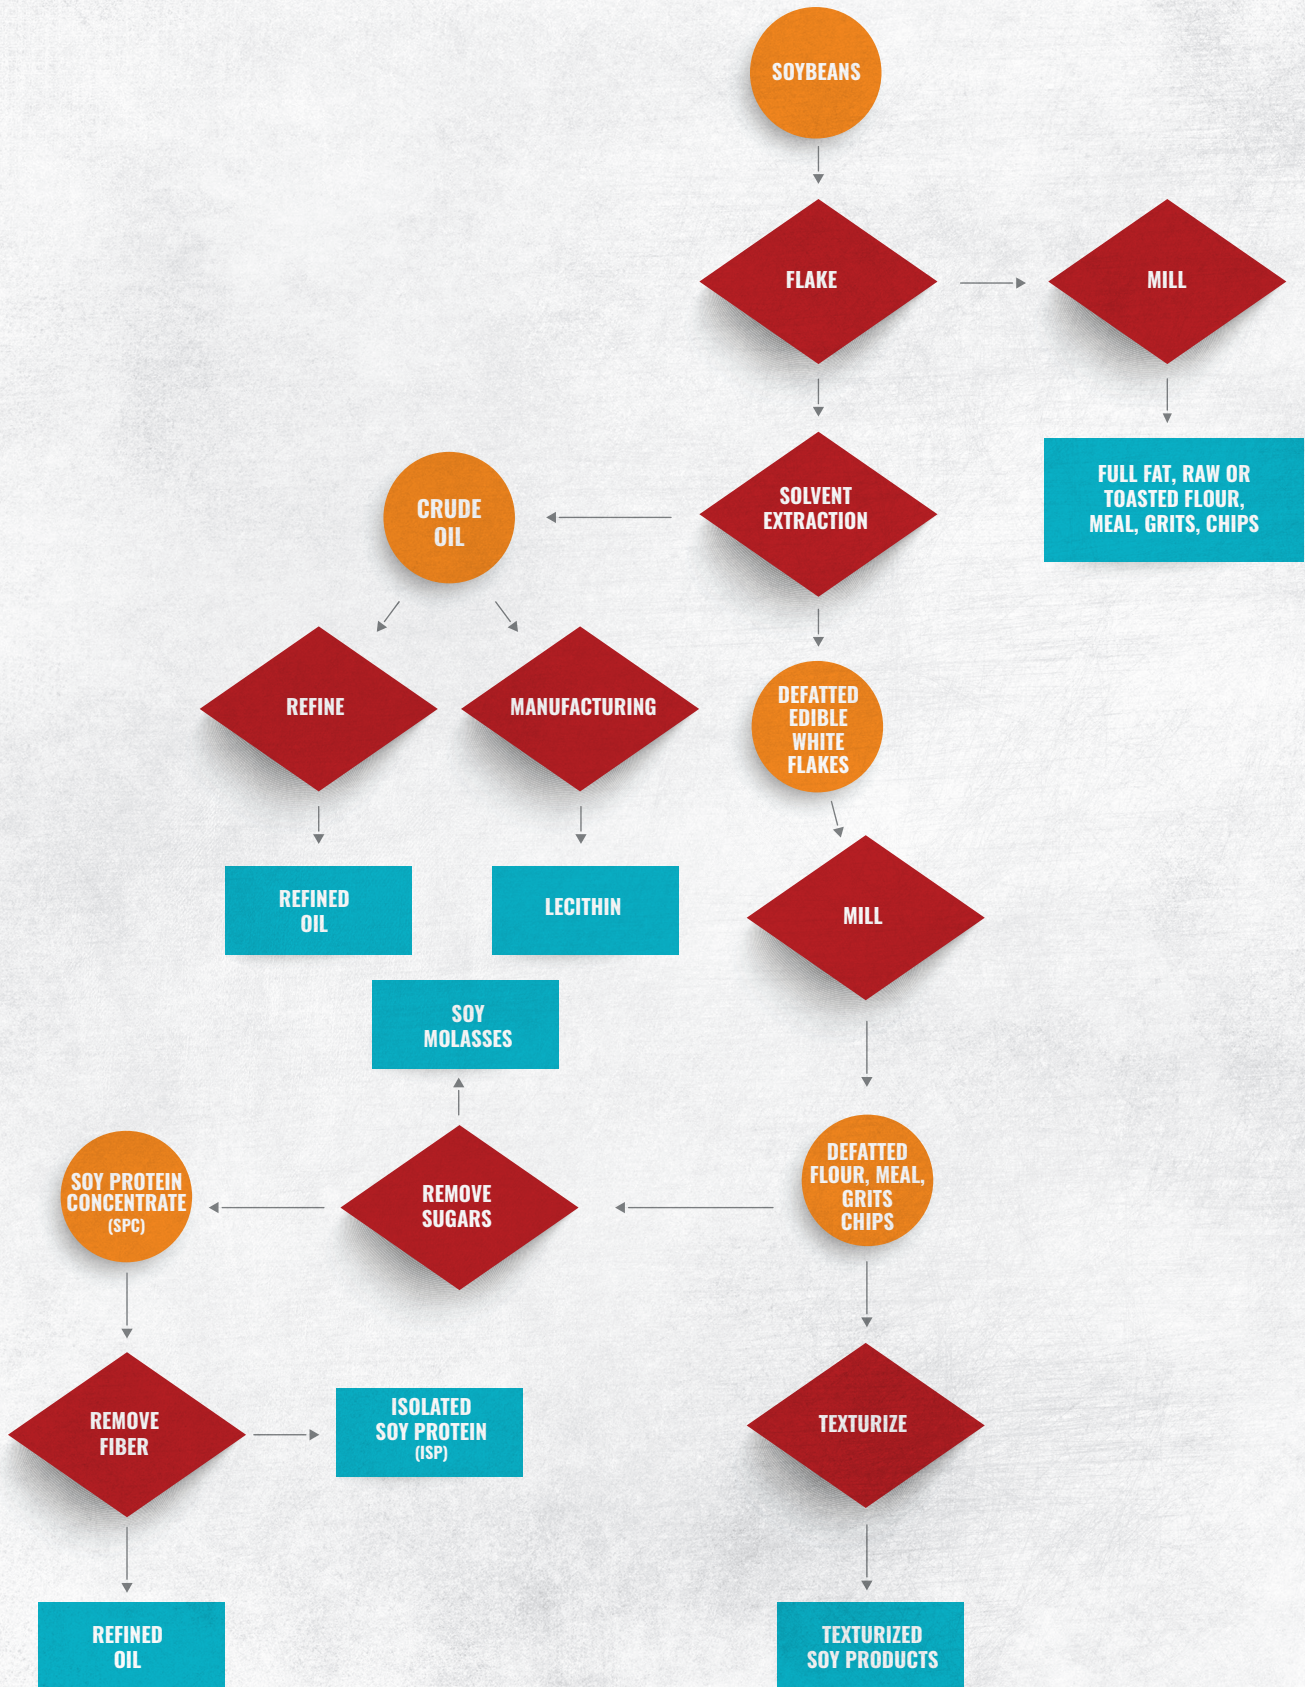 SOYBEANS
FLAKE
MILL
FULL FAT, RAW OR
TOASTED FLOUR,
MEAL, GRITS, CHIPS
SOLVENT
EXTRACTION
CRUDE
OIL
REFINE
MANUFACTURING
DEFATTED
EDIBLE
WHITE
FLAKES
REFINED
OIL
LECITHIN
MILL
SOY
MOLASSES
SOY PROTEIN
CONCENTRATE
(SPC)
REMOVE
SUGARS
DEFATTED
FLOUR, MEAL,
GRITS
CHIPS
REMOVE
FIBER
ISOLATED
SOY PROTEIN
(ISP)
TEXTURIZE
REFINED
OIL
TEXTURIZED
SOY PRODUCTS